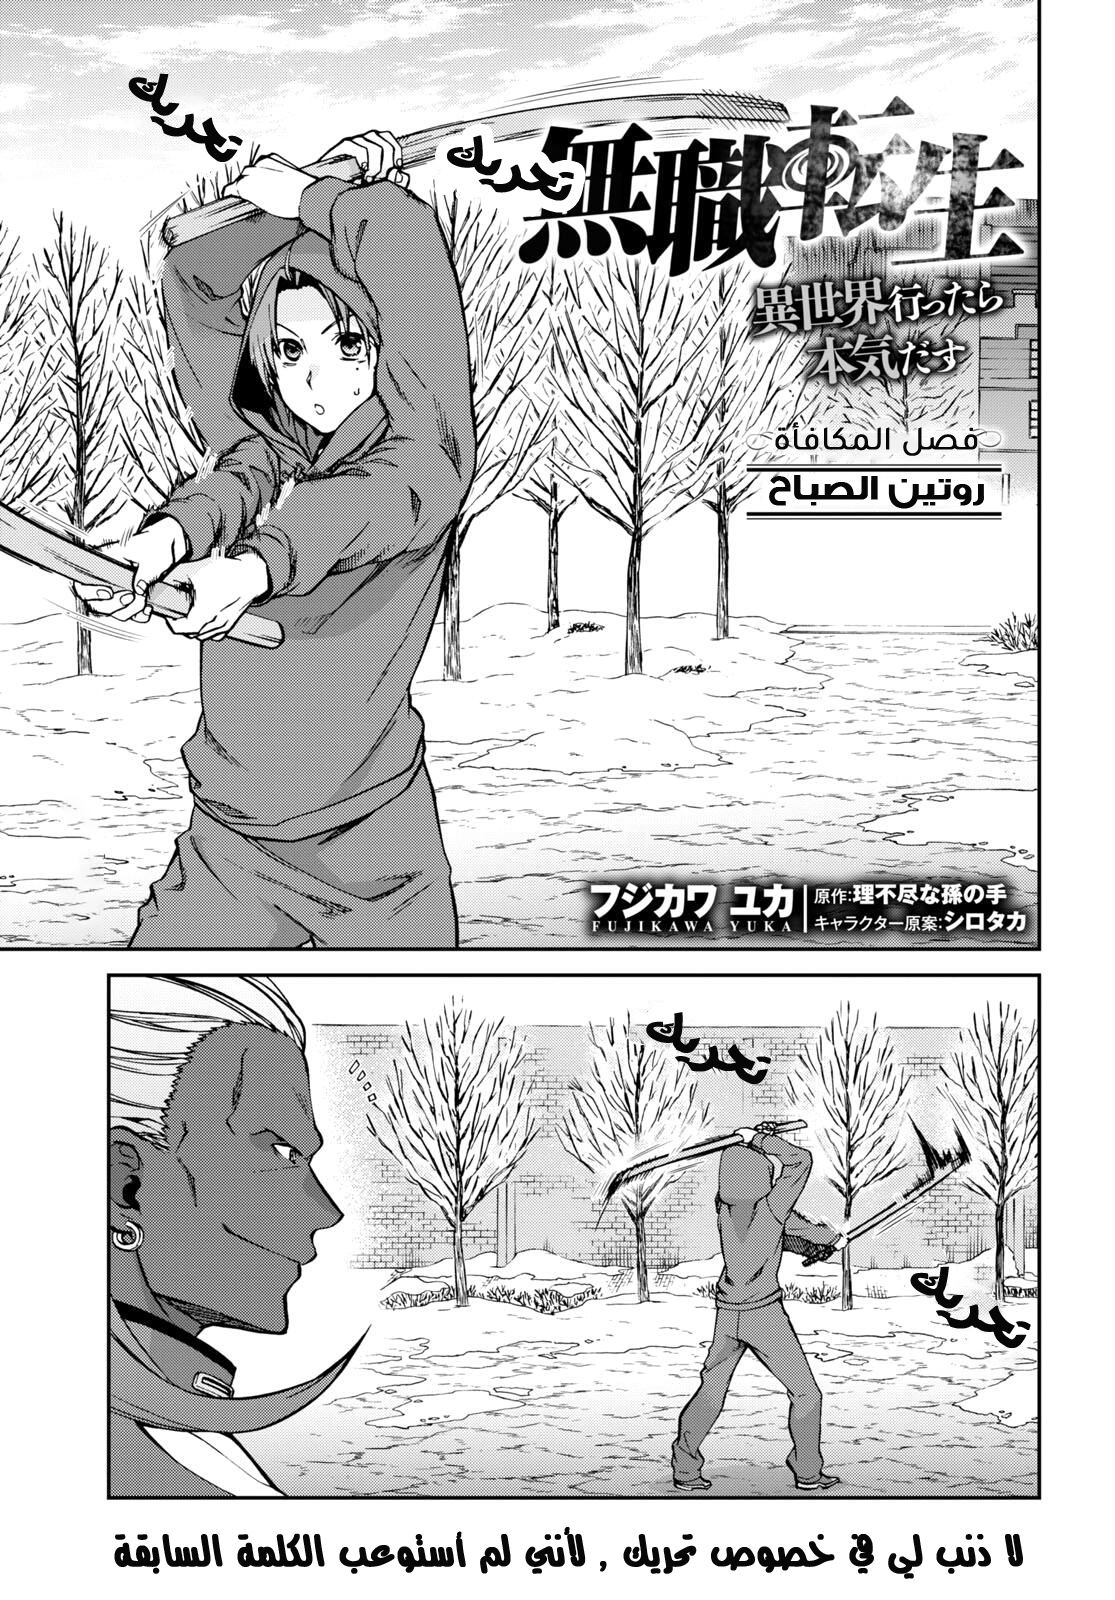 تحريك
تحريك
無職転生
異世界行ったら
本気だす
فصل المكافأة
روتين الصباح
フジカワ ユカ
FUJIKAWA YUKA
原作:理不尽な孫の手
キャラクター原案:シロタカ
تحريك
تحريك
لا ذنب لي في خصوص تحريك , لأنني لم أستوعب الكلمة السابقة